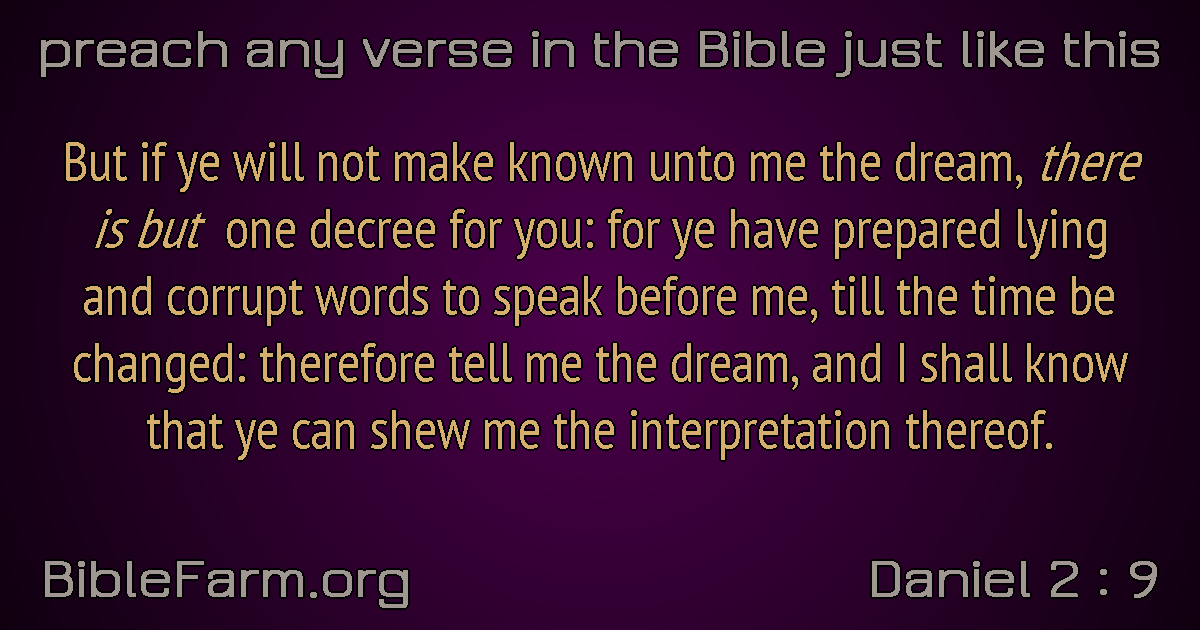 preach any verse in the Bible just like this
But if ye will not make known unto me the dream, there
is but one decree for you: for ye have prepared lying
and corrupt words to speak before me, till the time be
changed: therefore tell me the dream, and I shall know
that ye can shew me the interpretation thereof.
BibleFarm.org
Daniel 2 : 9